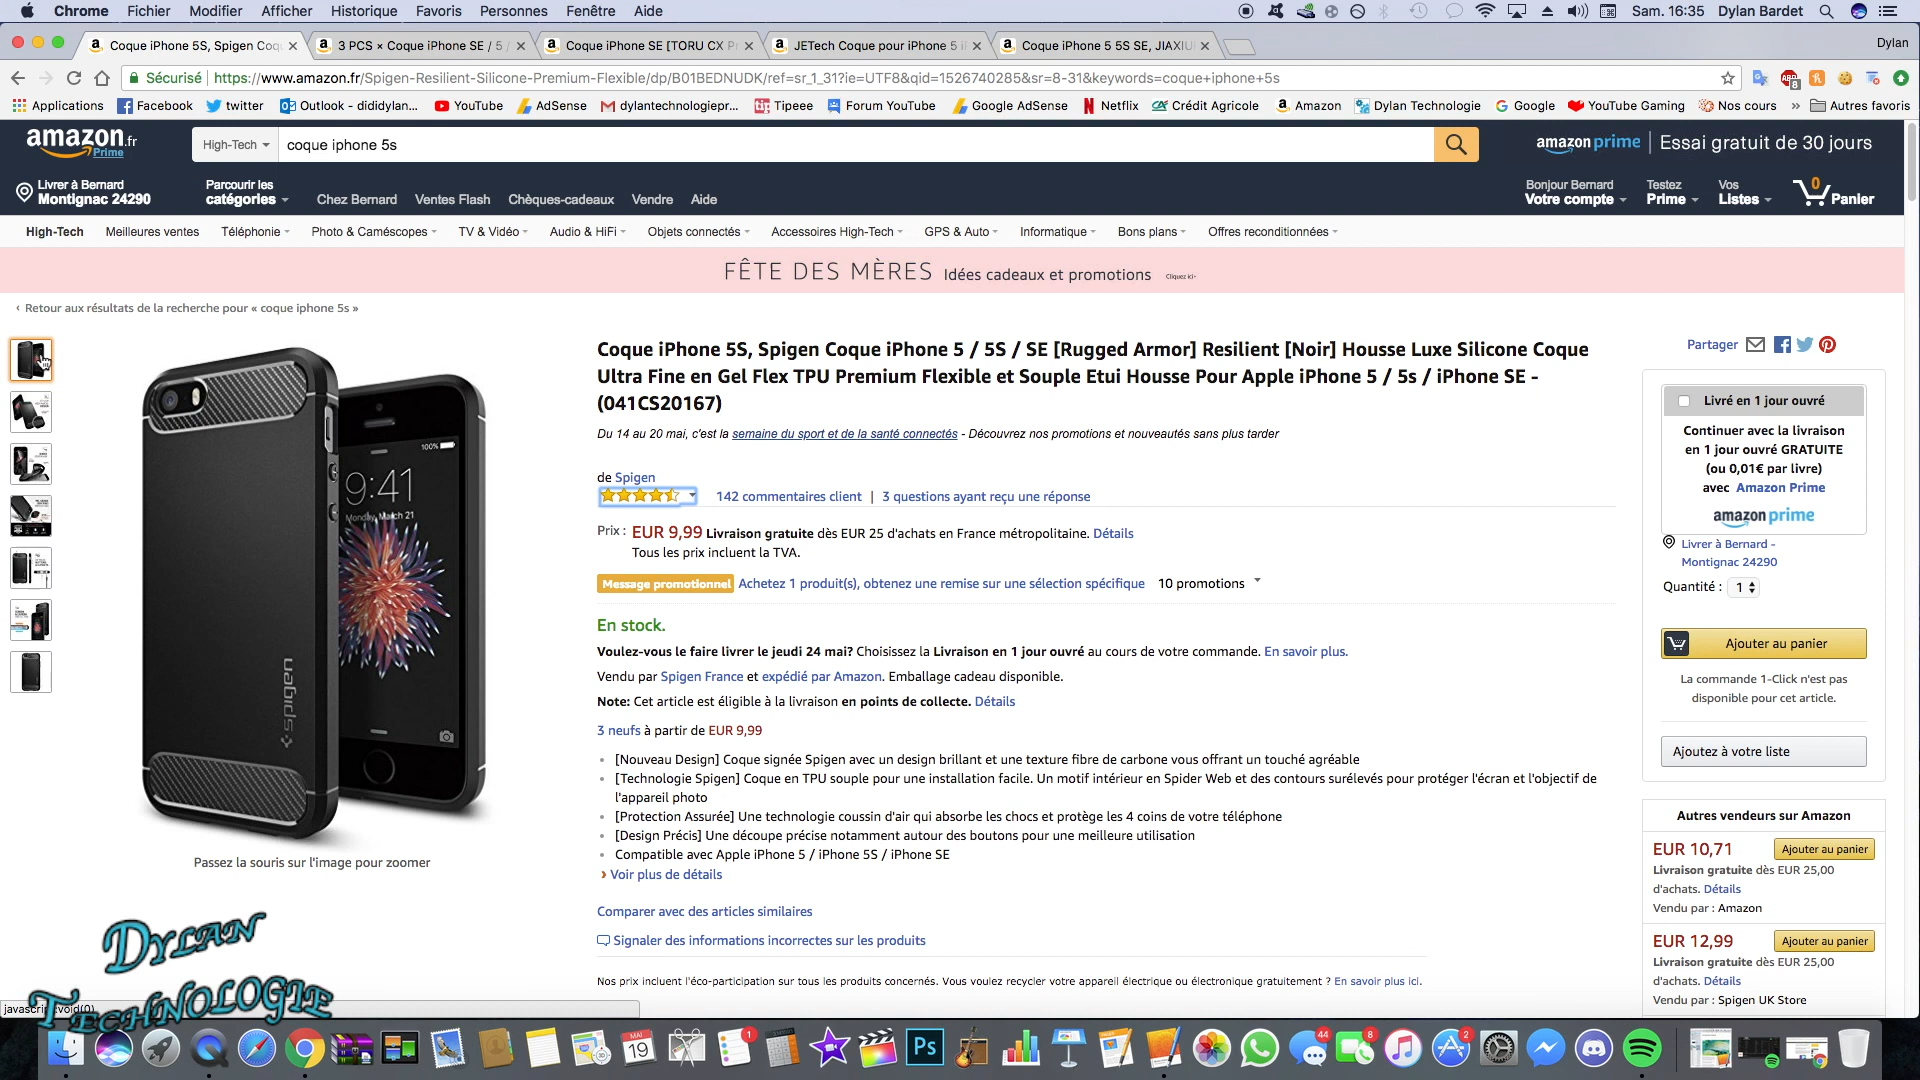 Chrome Fichier Modifier Afficher Historique Favoris Personnes Fenêtre Aide Sam. 16:35 Dylan Bardet
Coque iPhone 5S, Spigen Co 3 PCS × Coque iPhone SE / 5 / Coque iPhone SE [TORU CX P JETech Coque pour iPhone 5 Coque iPhone 5 5S SE, JIAXIU Dylan
Sécurisé https://www.amazon.fr/Spigen-Resilient-Silicone-Premium-Flexible/dp/B01BEDNUDK/ref=sr_1_31?ie=UTF8&qid=1526740285&sr=8-31&keywords=coque+iphone+5s
Applications Facebook twitter Outlook - dididylan... YouTube AdSense dylantechnologiepr... Tipeee Forum YouTube Google AdSense Netflix Crédit Agricole Amazon Dylan Technologie Google YouTube Gaming Nos cours » Autres favoris
amazon.fr Prime
High-Tech coque iphone 5s
amazon prime Essai gratuit de 30 jours
Livrer à Bernard
Montignac 24290
Parcourir les
catégories
Chez Bernard Ventes Flash Chèques-cadeaux Vendre Aide
Bonjour Bernard
Votre compte
Testez
Prime
Vos
Listes
0
Panier
High-Tech Meilleures ventes Téléphonie Photo & Caméscopes TV & Vidéo Audio & HiFi Objets connectés Accessoires High-Tech GPS & Auto Informatique Bons plans Offres reconditionnées
FÊTE DES MÈRES Idées cadeaux et promotions Cliquez ici›
‹ Retour aux résultats de la recherche pour « coque iphone 5s »
Coque iPhone 5S, Spigen Coque iPhone 5 / 5S / SE [Rugged Armor] Resilient [Noir] Housse Luxe Silicone Coque
Ultra Fine en Gel Flex TPU Premium Flexible et Souple Etui Housse Pour Apple iPhone 5 / 5s / iPhone SE -
(041CS20167)
Du 14 au 20 mai, c'est la semaine du sport et de la santé connectés - Découvrez nos promotions et nouveautés sans plus tarder
de Spigen
142 commentaires client | 3 questions ayant reçu une réponse
Prix : EUR 9,99 Livraison gratuite dès EUR 25 d'achats en France métropolitaine. Détails
Tous les prix incluent la TVA.
Message promotionnel Achetez 1 produit(s), obtenez une remise sur une sélection spécifique 10 promotions
En stock.
Voulez-vous le faire livrer le jeudi 24 mai? Choisissez la Livraison en 1 jour ouvré au cours de votre commande. En savoir plus.
Vendu par Spigen France et expédié par Amazon. Emballage cadeau disponible.
Note: Cet article est éligible à la livraison en points de collecte. Détails
3 neufs à partir de EUR 9,99
[Nouveau Design] Coque signée Spigen avec un design brillant et une texture fibre de carbone vous offrant un touché agréable
[Technologie Spigen] Coque en TPU souple pour une installation facile. Un motif intérieur en Spider Web et des contours surélevés pour protéger l'écran et l'objectif de
l'appareil photo
[Protection Assurée] Une technologie coussin d'air qui absorbe les chocs et protège les 4 coins de votre téléphone
[Design Précis] Une découpe précise notamment autour des boutons pour une meilleure utilisation
Compatible avec Apple iPhone 5 / iPhone 5S / iPhone SE
› Voir plus de détails
Comparer avec des articles similaires
Signaler des informations incorrectes sur les produits
Nos prix incluent l'éco-participation sur tous les produits concernés. Vous voulez recycler votre appareil électrique ou électronique gratuitement ? En savoir plus ici.
100%
9:41
Monday, March 21
spigen
Passez la souris sur l'image pour zoomer
Partager
Livré en 1 jour ouvré
Continuer avec la livraison
en 1 jour ouvré GRATUITE
(ou 0,01€ par livre)
avec Amazon Prime
amazon prime
Livrer à Bernard -
Montignac 24290
Quantité : 1
Ajouter au panier
La commande 1-Click n'est pas
disponible pour cet article.
Ajoutez à votre liste
Autres vendeurs sur Amazon
EUR 10,71 Ajouter au panier
Livraison gratuite dès EUR 25,00
d'achats. Détails
Vendu par : Amazon
EUR 12,99 Ajouter au panier
Livraison gratuite dès EUR 25,00
d'achats. Détails
Vendu par : Spigen UK Store
DYLAN
TECHNOLOGIE
MAI
19
1
Ps
44
8
2